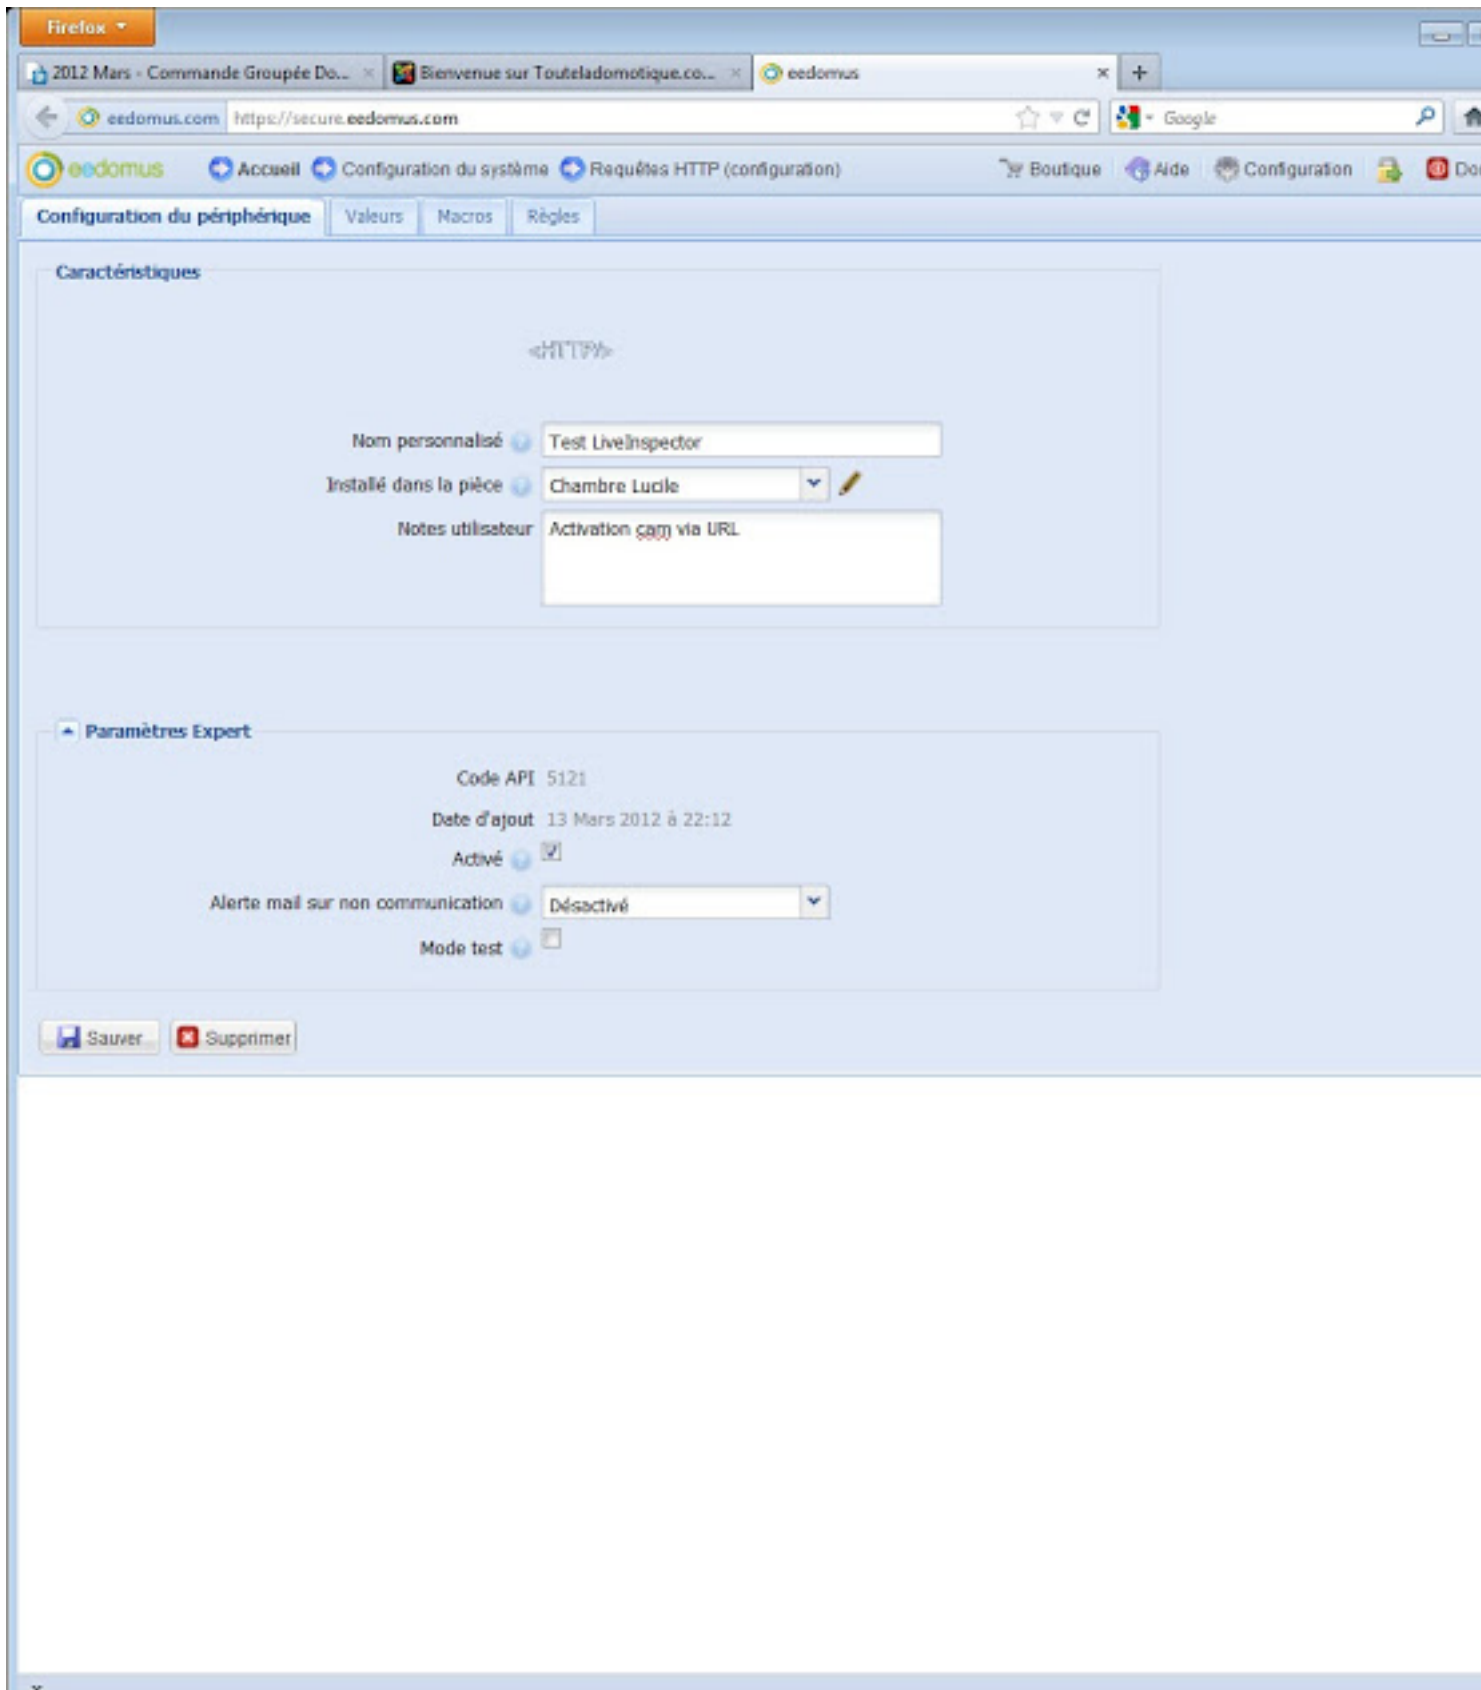 Firefox
2012 Mars - Commande Groupée Do... × Bienvenue sur Touteladomotique.co... × eedomus × +
eedomus.com https://secure.eedomus.com Google
eedomus Accueil Configuration du système Requêtes HTTP (configuration) Boutique Aide Configuration
Configuration du périphérique Valeurs Macros Règles
Caractéristiques
Nom personnalisé Test LiveInspector
Installé dans la pièce Chambre Lucile
Notes utilisateur Activation cam via URL
Paramètres Expert
Code API 5121
Date d'ajout 13 Mars 2012 à 22:12
Activé
Alerte mail sur non communication Désactivé
Mode test
Sauver Supprimer